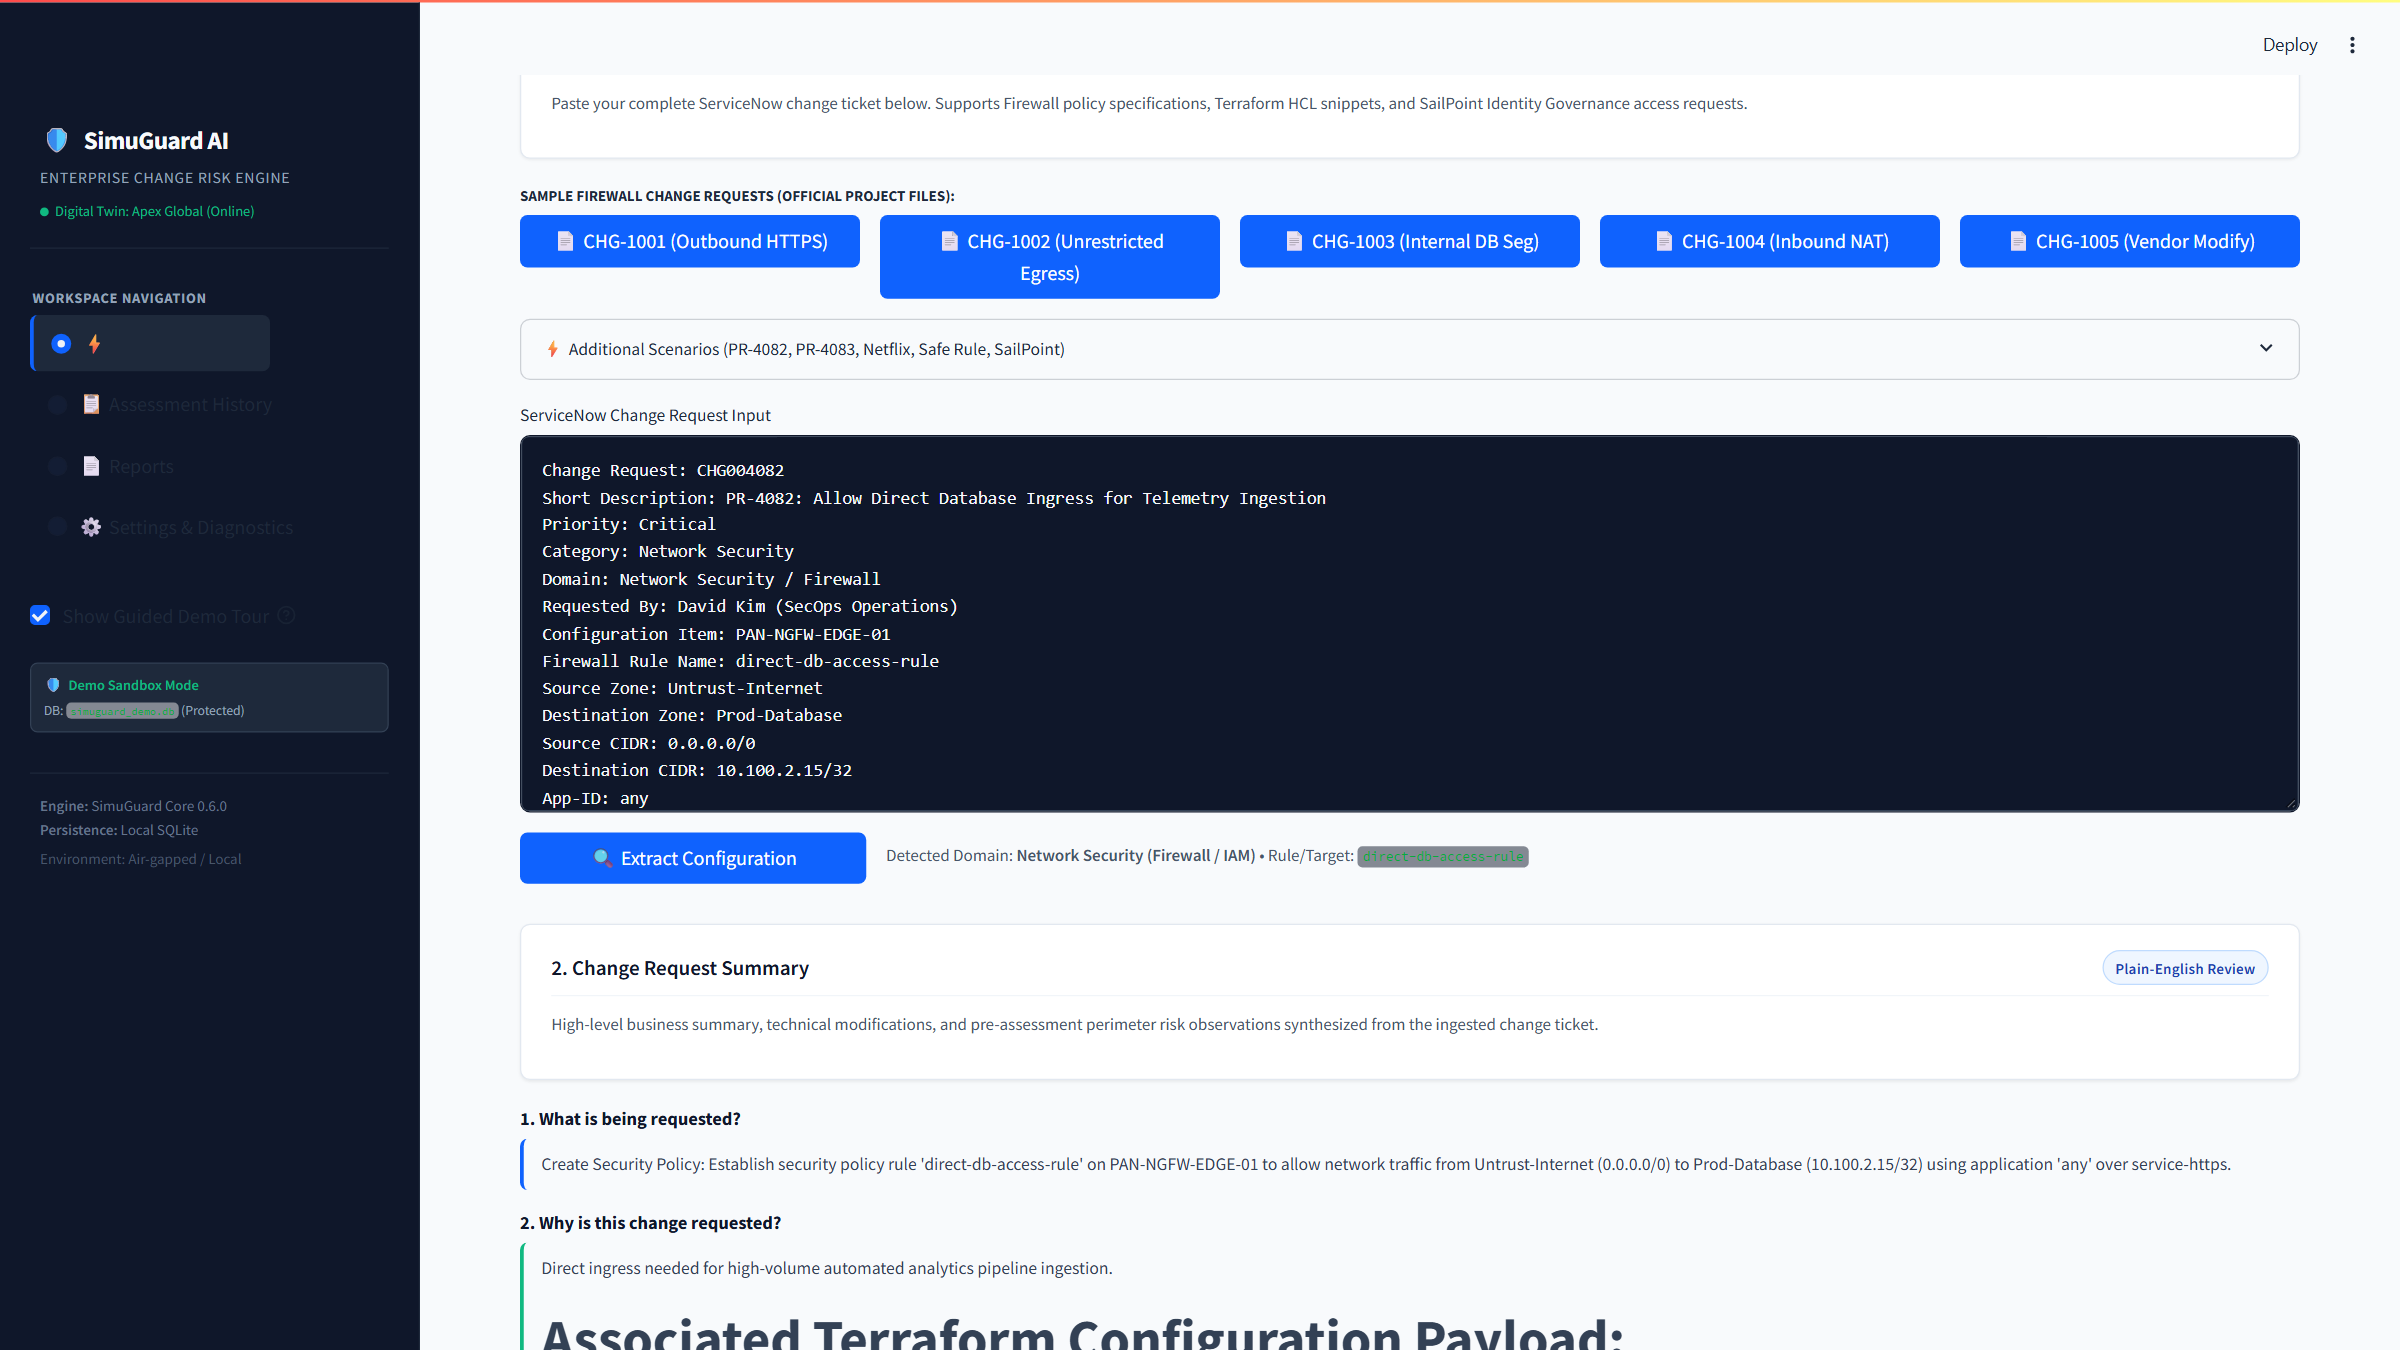 Deploy
SimuGuard AI
ENTERPRISE CHANGE RISK ENGINE
Digital Twin: Apex Global (Online)
WORKSPACE NAVIGATION
Assessment History
Reports
Settings & Diagnostics
Show Guided Demo Tour
Demo Sandbox Mode
DB: simuguard_demo.db (Protected)
Engine: SimuGuard Core 0.6.0
Persistence: Local SQLite
Environment: Air-gapped / Local
Paste your complete ServiceNow change ticket below. Supports Firewall policy specifications, Terraform HCL snippets, and SailPoint Identity Governance access requests.
SAMPLE FIREWALL CHANGE REQUESTS (OFFICIAL PROJECT FILES):
CHG-1001 (Outbound HTTPS)
CHG-1002 (Unrestricted
Egress)
CHG-1003 (Internal DB Seg)
CHG-1004 (Inbound NAT)
CHG-1005 (Vendor Modify)
Additional Scenarios (PR-4082, PR-4083, Netflix, Safe Rule, SailPoint)
ServiceNow Change Request Input
Change Request: CHG004082
Short Description: PR-4082: Allow Direct Database Ingress for Telemetry Ingestion
Priority: Critical
Category: Network Security
Domain: Network Security / Firewall
Requested By: David Kim (SecOps Operations)
Configuration Item: PAN-NGFW-EDGE-01
Firewall Rule Name: direct-db-access-rule
Source Zone: Untrust-Internet
Destination Zone: Prod-Database
Source CIDR: 0.0.0.0/0
Destination CIDR: 10.100.2.15/32
App-ID: any
Extract Configuration
Detected Domain: Network Security (Firewall / IAM) • Rule/Target: direct-db-access-rule
2. Change Request Summary
Plain-English Review
High-level business summary, technical modifications, and pre-assessment perimeter risk observations synthesized from the ingested change ticket.
1. What is being requested?
Create Security Policy: Establish security policy rule 'direct-db-access-rule' on PAN-NGFW-EDGE-01 to allow network traffic from Untrust-Internet (0.0.0.0/0) to Prod-Database (10.100.2.15/32) using application 'any' over service-https.
2. Why is this change requested?
Direct ingress needed for high-volume automated analytics pipeline ingestion.
Associated Terraform Configuration Payload: